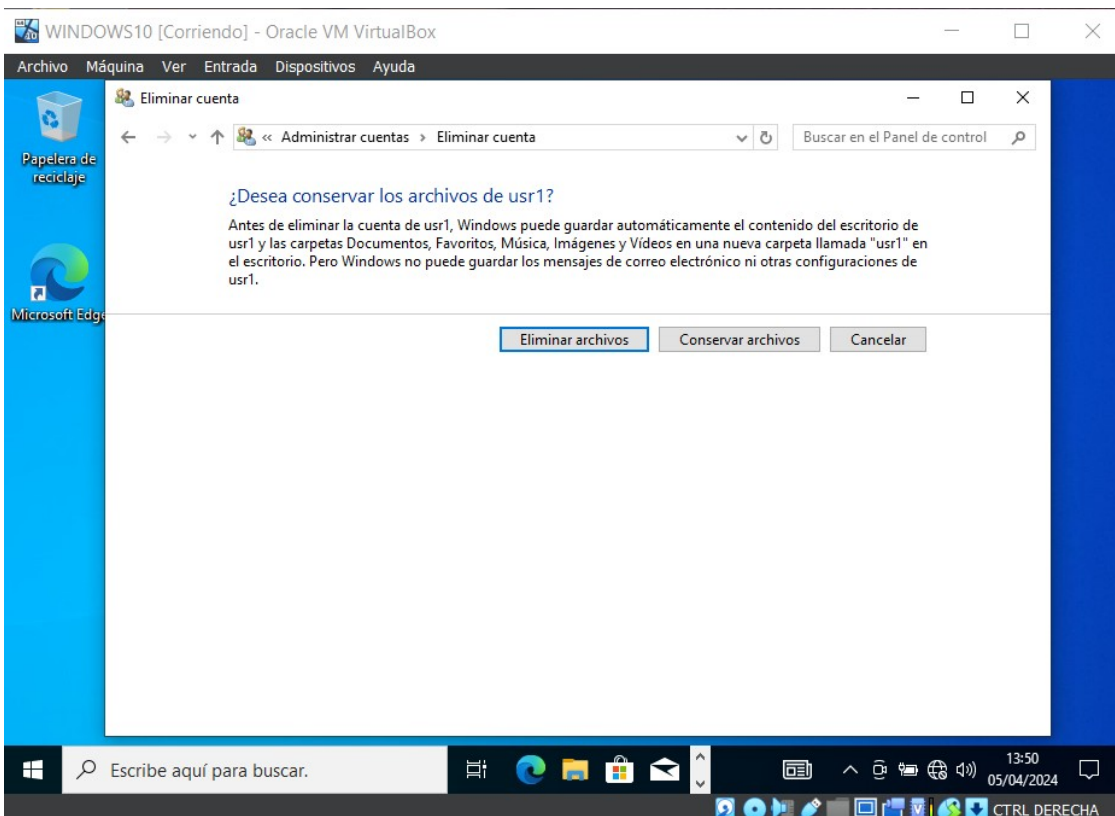 WINDOWS10 [Corriendo] - Oracle VM VirtualBox
Archivo Máquina Ver Entrada Dispositivos Ayuda
Eliminar cuenta
« Administrar cuentas › Eliminar cuenta
Buscar en el Panel de control
Papelera de
reciclaje
¿Desea conservar los archivos de usr1?
Antes de eliminar la cuenta de usr1, Windows puede guardar automáticamente el contenido del escritorio de
usr1 y las carpetas Documentos, Favoritos, Música, Imágenes y Vídeos en una nueva carpeta llamada "usr1" en
el escritorio. Pero Windows no puede guardar los mensajes de correo electrónico ni otras configuraciones de
usr1.
Microsoft Edge
Eliminar archivos Conservar archivos Cancelar
Escribe aquí para buscar.
13:50
05/04/2024
CTRL DERECHA